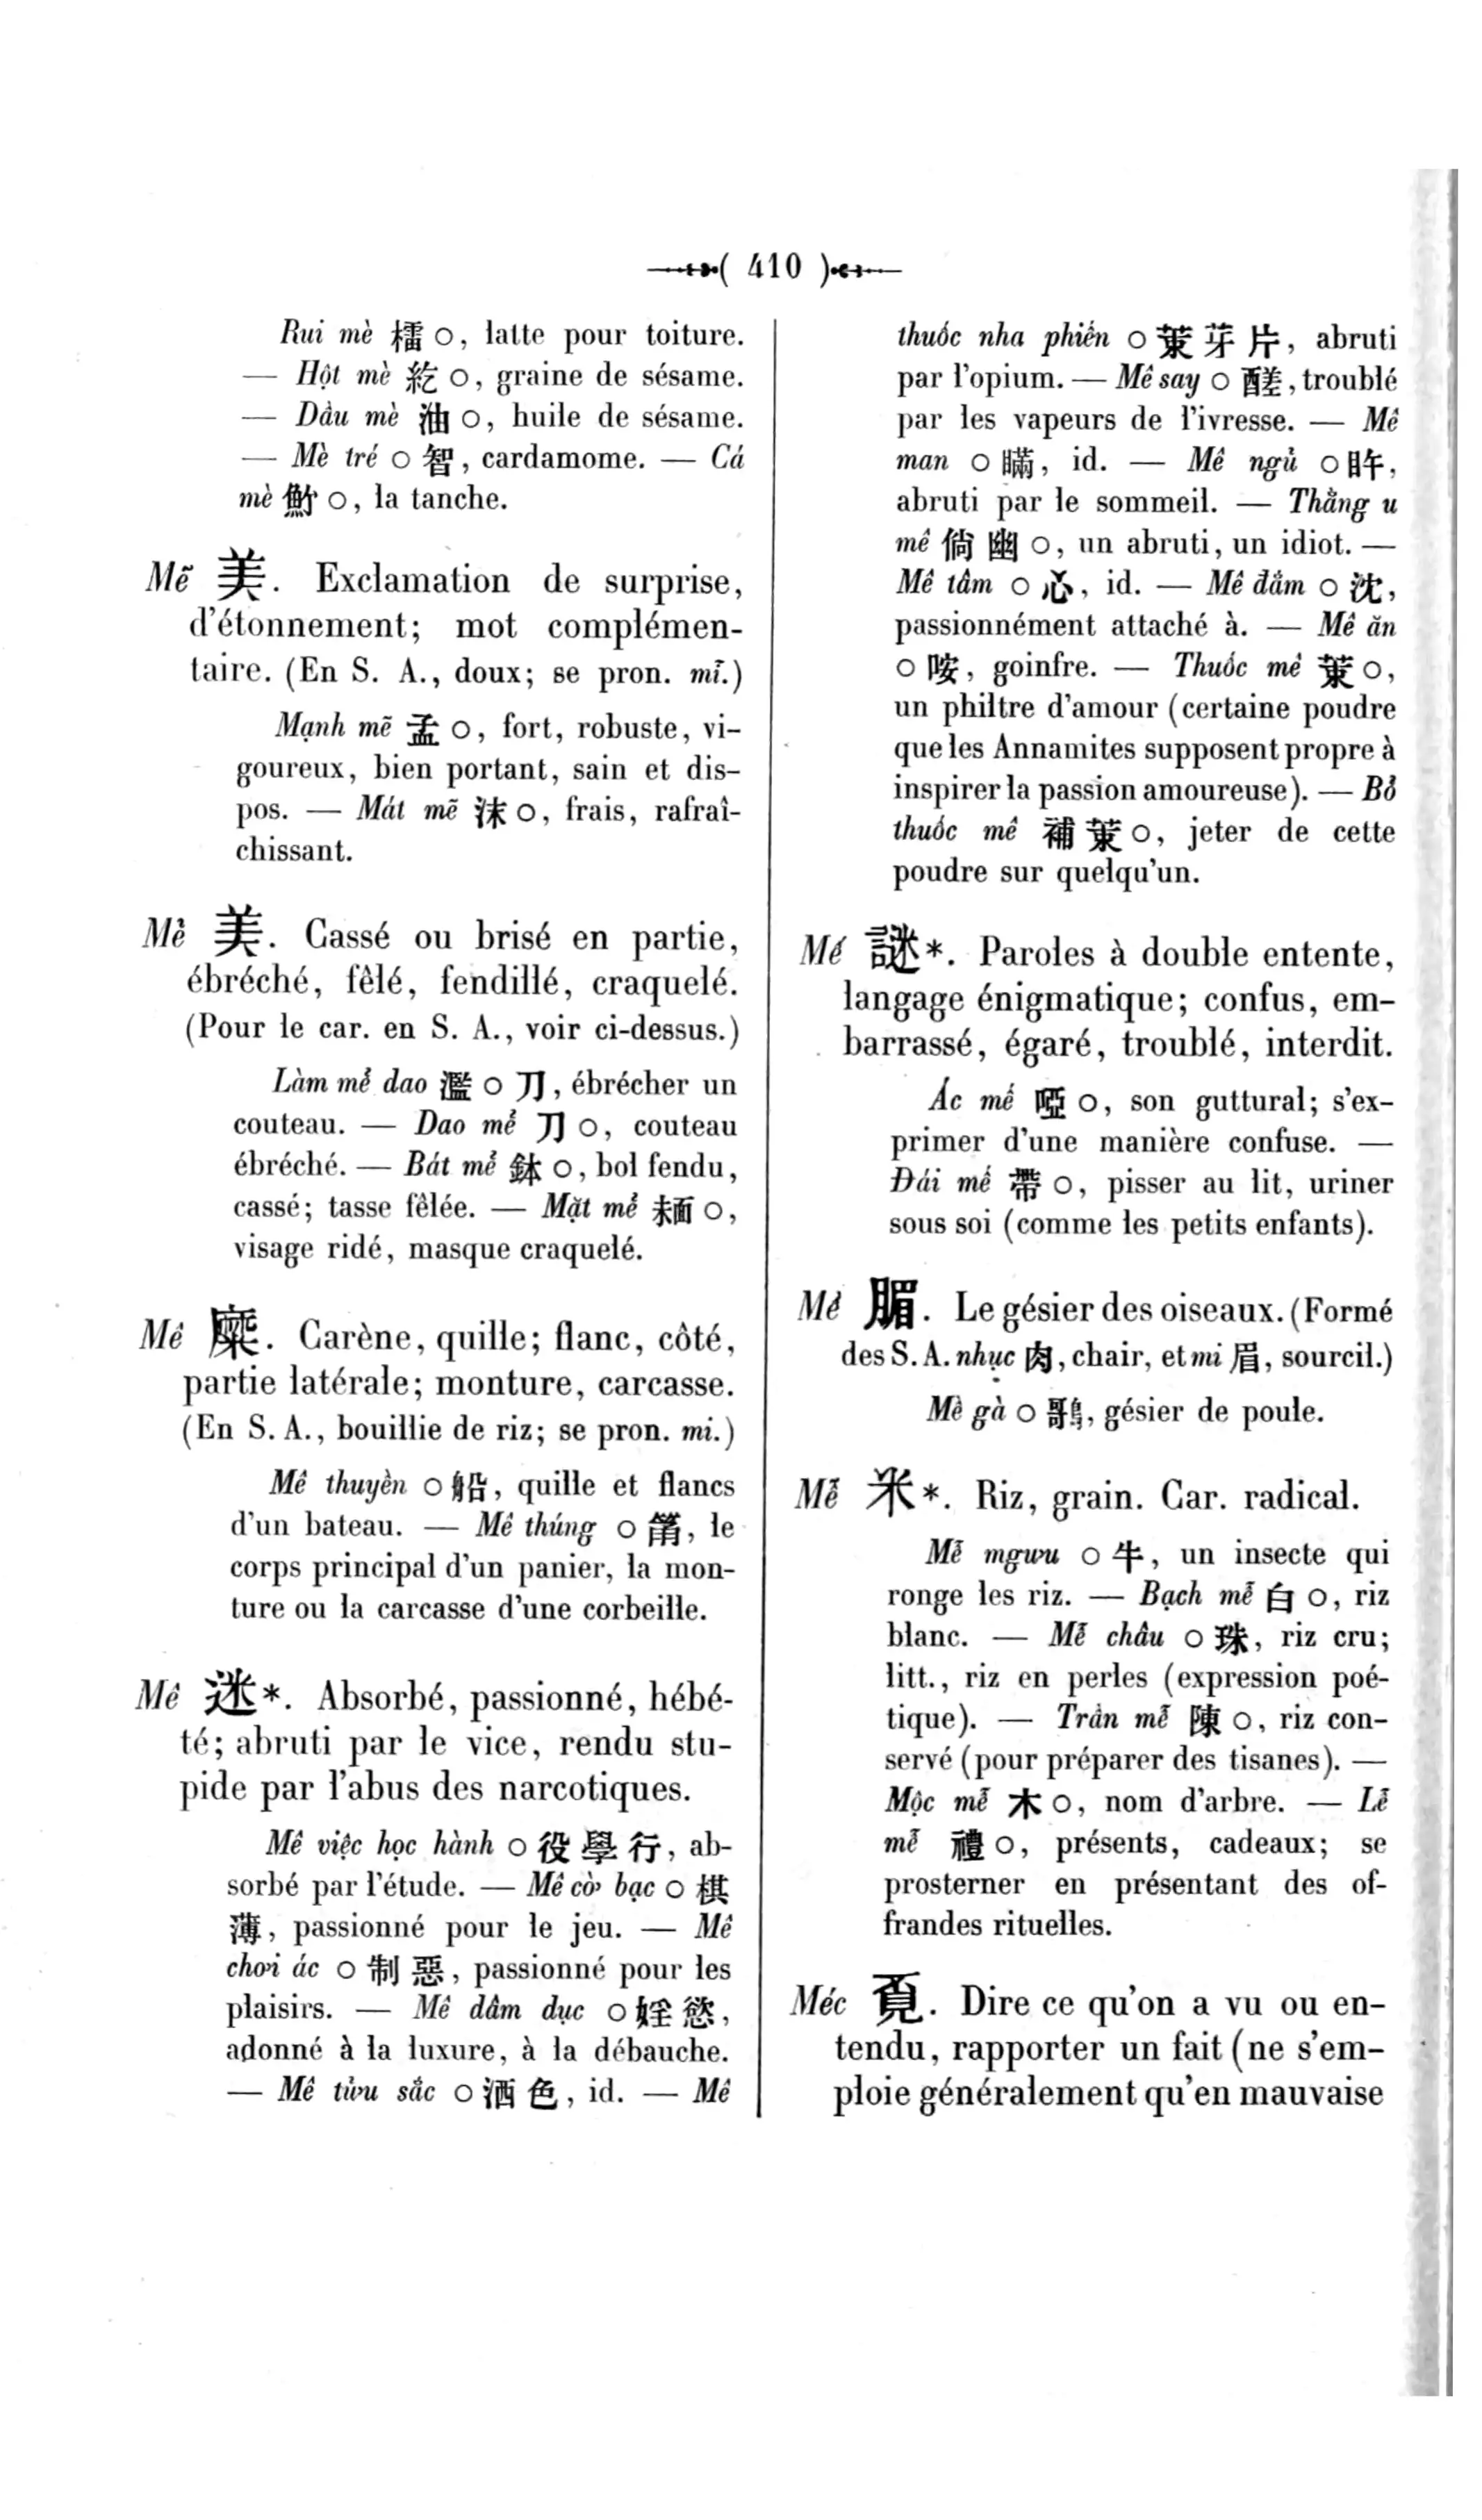 ( 410 )
Rui mè 檑 ○, latte pour toiture.
— Hột mè 紇 ○, graine de sésame.
— Dầu mè 油 ○, huile de sésame.
— Mè tré ○ 智, cardamome. — Cá
mè ○, la tanche.
Mẽ 美. Exclamation de surprise,
d'étonnement; mot complémen-
taire. (En S. A., doux; se pron. mĩ.)
Mạnh mẽ 孟 ○, fort, robuste, vi-
goureux, bien portant, sain et dis-
pos. — Mát mẽ 沫 ○, frais, rafraî-
chissant.
Mẻ 美. Cassé ou brisé en partie,
ébréché, fêlé, fendillé, craquelé.
(Pour le car. en S. A., voir ci-dessus.)
Làm mẻ dao 濫 ○ 刀, ébrécher un
couteau. — Dao mẻ 刀 ○, couteau
ébréché. — Bát mẻ 鉢 ○, bol fendu,
cassé; tasse fêlée. — Mặt mẻ ○,
visage ridé, masque craquelé.
Mê 糜. Carène, quille; flanc, côté,
partie latérale; monture, carcasse.
(En S. A., bouillie de riz; se pron. mi.)
Mê thuyền ○ 船, quille et flancs
d'un bateau. — Mê thúng ○ 筩, le
corps principal d'un panier, la mon-
ture ou la carcasse d'une corbeille.
Mê 迷*. Absorbé, passionné, hébé-
té; abruti par le vice, rendu stu-
pide par l'abus des narcotiques.
Mê việc học hành ○ 役 學 行, ab-
sorbé par l'étude. — Mê cờ bạc ○ 棋
薄, passionné pour le jeu. — Mê
chơi ác ○ 制 惡, passionné pour les
plaisirs. — Mê dâm dục ○ 婬 慾,
adonné à la luxure, à la débauche.
— Mê tửu sắc ○ 酒 色, id. — Mê
thuốc nha phiến ○ 葉 芽 片, abruti
par l'opium. — Mê say ○ 醝, troublé
par les vapeurs de l'ivresse. — Mê
man ○ 瞞, id. — Mê ngủ ○ 旿,
abruti par le sommeil. — Thằng u
mê 倘 幽 ○, un abruti, un idiot. —
Mê tâm ○ 心, id. — Mê đắm ○ 沈,
passionnément attaché à. — Mê ăn
○ 咹, goinfre. — Thuốc mê 葉 ○,
un philtre d'amour (certaine poudre
que les Annamites supposent propre à
inspirer la passion amoureuse). — Bỏ
thuốc mê 補 葉 ○, jeter de cette
poudre sur quelqu'un.
Mế 謎*. Paroles à double entente,
langage énigmatique; confus, em-
barrassé, égaré, troublé, interdit.
Ác mế 啞 ○, son guttural; s'ex-
primer d'une manière confuse. —
Đái mế 帶 ○, pisser au lit, uriner
sous soi (comme les petits enfants).
Mề 腽. Le gésier des oiseaux. (Formé
des S. A. nhục 肉, chair, et mi 眉, sourcil.)
Mề gà ○ 鵶, gésier de poule.
Mễ 米*. Riz, grain. Car. radical.
Mễ mgưu ○ 牛, un insecte qui
ronge les riz. — Bạch mễ 白 ○, riz
blanc. — Mễ châu ○ 珠, riz cru;
litt., riz en perles (expression poé-
tique). — Trần mễ 陳 ○, riz con-
servé (pour préparer des tisanes). —
Mộc mễ 木 ○, nom d'arbre. — Lễ
mễ 禮 ○, présents, cadeaux; se
prosterner en présentant des of-
frandes rituelles.
Méc 覔. Dire ce qu'on a vu ou en-
tendu, rapporter un fait (ne s'em-
ploie généralement qu'en mauvaise